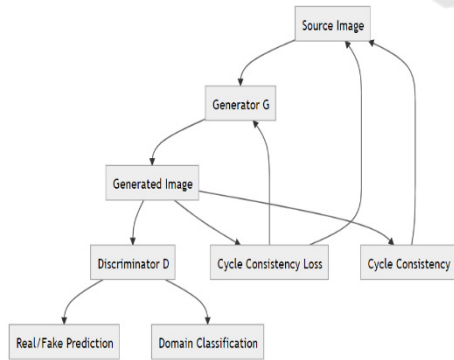 Source Image
Generator G
Generated Image
Discriminator D
Cycle Consistency Loss
Cycle Consistency
Real/Fake Prediction
Domain Classification